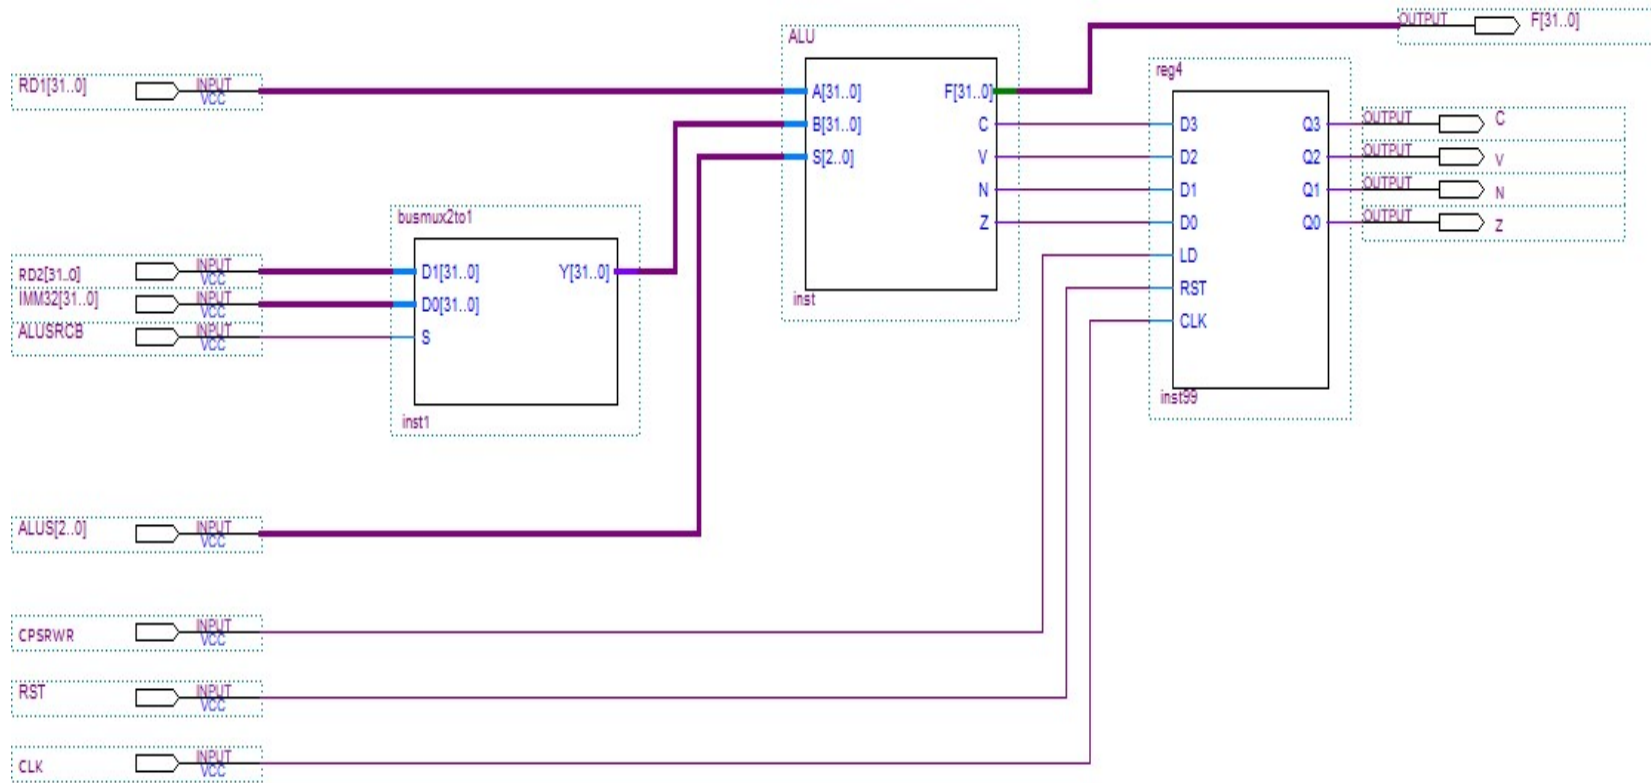 OUTPUT F[31..0]
ALU
reg4
RD1[31..0] INPUT VCC
A[31..0] F[31..0]
B[31..0] C
S[2..0] V
N
Z
D3 Q3 OUTPUT C
D2 Q2 OUTPUT V
D1 Q1 OUTPUT N
D0 Q0 OUTPUT Z
LD
RST
CLK
inst
inst99
busmux2to1
RD2[31..0] INPUT VCC
IMM32[31..0] INPUT VCC
ALUSRCB INPUT VCC
D1[31..0] Y[31..0]
D0[31..0]
S
inst1
ALUS[2..0] INPUT VCC
CPSRWR INPUT VCC
RST INPUT VCC
CLK INPUT VCC